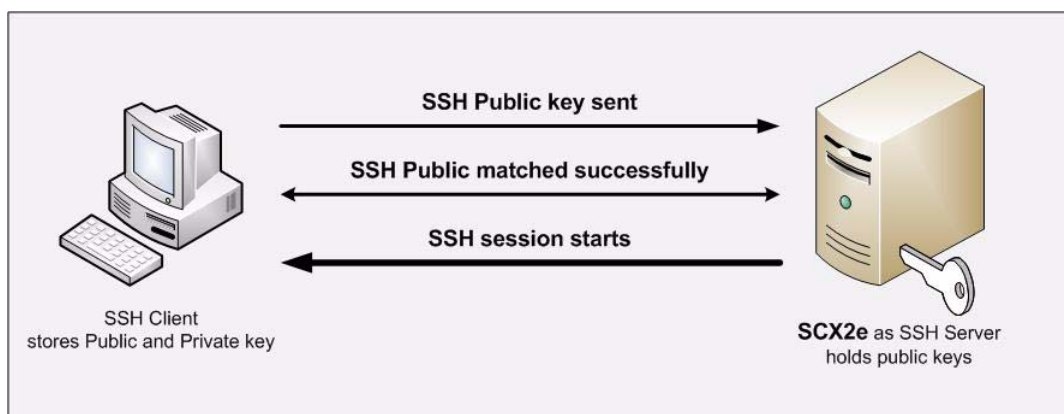 SSH Public key sent
SSH Public matched successfully
SSH session starts
SSH Client
stores Public and Private key
SCX2e as SSH Server
holds public keys